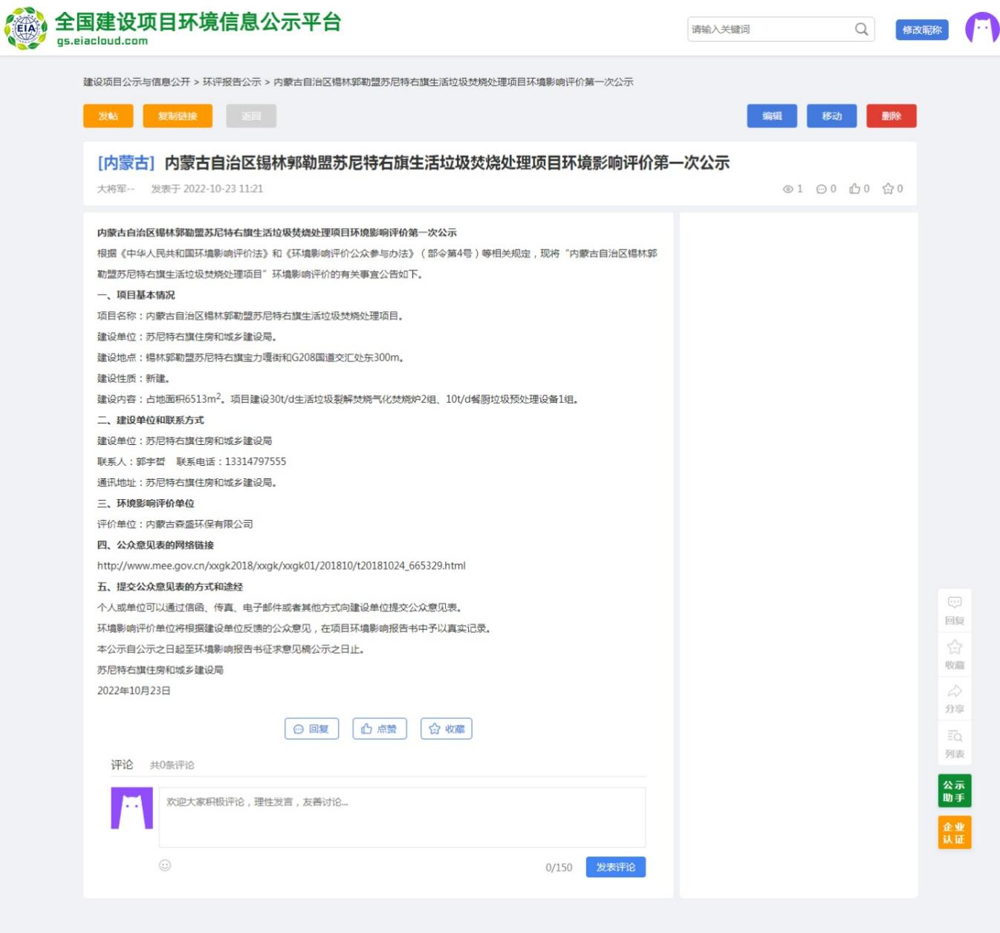 EIA
全国建设项目环境信息公示平台
gs.eiacloud.com
请输入关键词
修改昵称
建设项目公示与信息公开 > 环评报告公示 > 内蒙古自治区锡林郭勒盟苏尼特右旗生活垃圾焚烧处理项目环境影响评价第一次公示
发帖 复制链接 返回 编辑 移动 删除
[内蒙古] 内蒙古自治区锡林郭勒盟苏尼特右旗生活垃圾焚烧处理项目环境影响评价第一次公示
大将军-- 发表于 2022-10-23 11:21 1 0 0 0
内蒙古自治区锡林郭勒盟苏尼特右旗生活垃圾焚烧处理项目环境影响评价第一次公示
根据《中华人民共和国环境影响评价法》和《环境影响评价公众参与办法》（部令第4号）等相关规定，现将“内蒙古自治区锡林郭
勒盟苏尼特右旗生活垃圾焚烧处理项目”环境影响评价的有关事宜公告如下。
一、项目基本情况
项目名称：内蒙古自治区锡林郭勒盟苏尼特右旗生活垃圾焚烧处理项目。
建设单位：苏尼特右旗住房和城乡建设局。
建设地点：锡林郭勒盟苏尼特右旗宝力嘎街和G208国道交汇处东300m。
建设性质：新建。
建设内容：占地面积6513m²。项目建设30t/d生活垃圾裂解焚烧气化焚烧炉2组、10t/d餐厨垃圾预处理设备1组。
二、建设单位和联系方式
建设单位：苏尼特右旗住房和城乡建设局
联系人：郭宇哲 联系电话：13314797555
通讯地址：苏尼特右旗住房和城乡建设局。
三、环境影响评价单位
评价单位：内蒙古森盛环保有限公司
四、公众意见表的网络链接
http://www.mee.gov.cn/xxgk2018/xxgk/xxgk01/201810/t20181024_665329.html
五、提交公众意见表的方式和途经
个人或单位可以通过信函、传真、电子邮件或者其他方式向建设单位提交公众意见表。
环境影响评价单位将根据建设单位反馈的公众意见，在项目环境影响报告书中予以真实记录。
本公示自公示之日起至环境影响报告书征求意见稿公示之日止。
苏尼特右旗住房和城乡建设局
2022年10月23日
回复 点赞 收藏
评论 共0条评论
欢迎大家积极评论，理性发言，友善讨论...
0/150 发表评论
回复
收藏
分享
列表
公示
助手
企业
认证